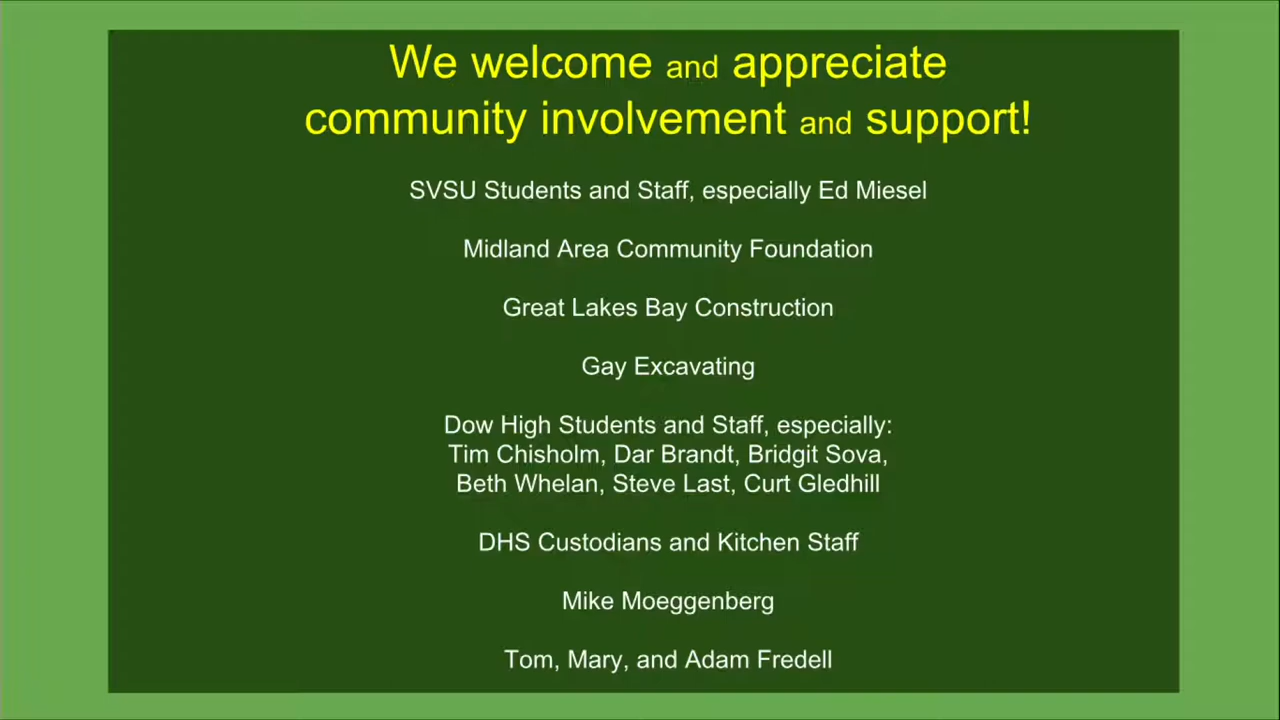 We welcome and appreciate
community involvement and support!
SVSU Students and Staff, especially Ed Miesel
Midland Area Community Foundation
Great Lakes Bay Construction
Gay Excavating
Dow High Students and Staff, especially:
Tim Chisholm, Dar Brandt, Bridgit Sova,
Beth Whelan, Steve Last, Curt Gledhill
DHS Custodians and Kitchen Staff
Mike Moeggenberg
Tom, Mary, and Adam Fredell